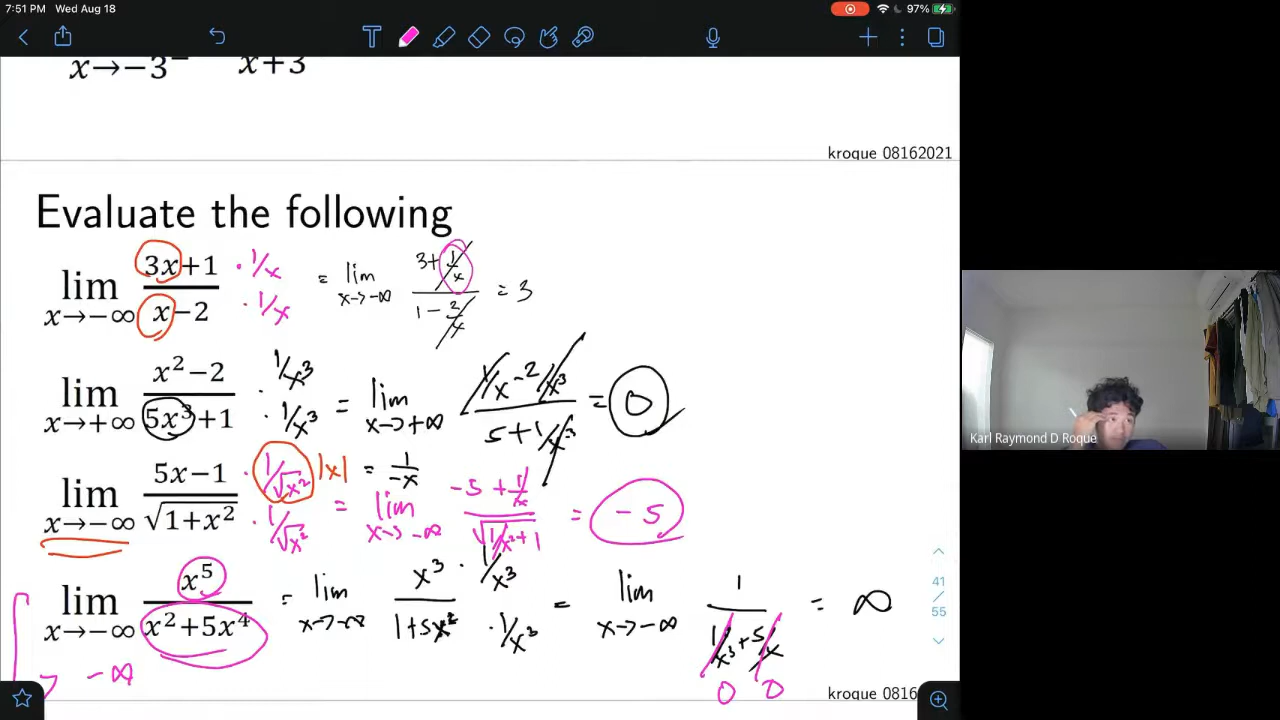 7:51 PM Wed Aug 18
97%
x→−3⁻ x+3
kroque 08162021
Evaluate the following
lim x→−∞ (3x+1)/(x−2) · 1/x / · 1/x = lim x→−∞ (3+1/x)/(1−2/x) = 3
lim x→+∞ (x²−2)/(5x³+1) · 1/x³ / · 1/x³ = lim x→+∞ (1/x−2/x³)/(5+1/x³) = 0
lim x→−∞ (5x−1)/√(1+x²) · 1/√x² / · 1/√x² |x| = 1/−x = lim x→−∞ (−5+1/x)/√(1/x²+1) = −5
lim x→−∞ x⁵/(x²+5x⁴) = lim x→−∞ x³/(1+5x²) · 1/x³ / · 1/x³ = lim x→−∞ 1/(1/x³+5/x) = ∞
0 0
→ −∞
kroque 0816
41
/
55
Karl Raymond D Roque